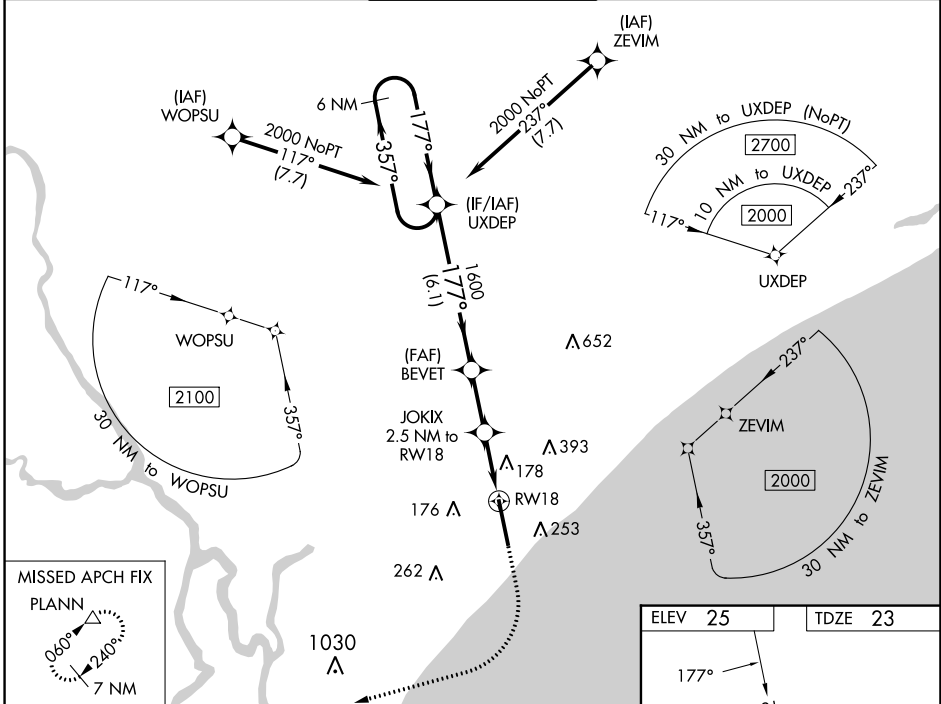 (IAF)
ZEVIM
(IAF)
WOPSU
6 NM
2000 NoPT
117°
(7.7)
177°
357°
2000 NoPT
237°
(7.7)
(IF/IAF)
UXDEP
30 NM to UXDEP (NoPT)
2700
10 NM to UXDEP
2000
117°
237°
UXDEP
1600
177°
(6.1)
117°
WOPSU
2100
357°
30 NM to WOPSU
(FAF)
BEVET
652
JOKIX
2.5 NM to
RW18
393
178
176
RW18
253
262
237°
ZEVIM
2000
357°
30 NM to ZEVIM
MISSED APCH FIX
PLANN
060°
240°
7 NM
1030
ELEV 25
TDZE 23
177°